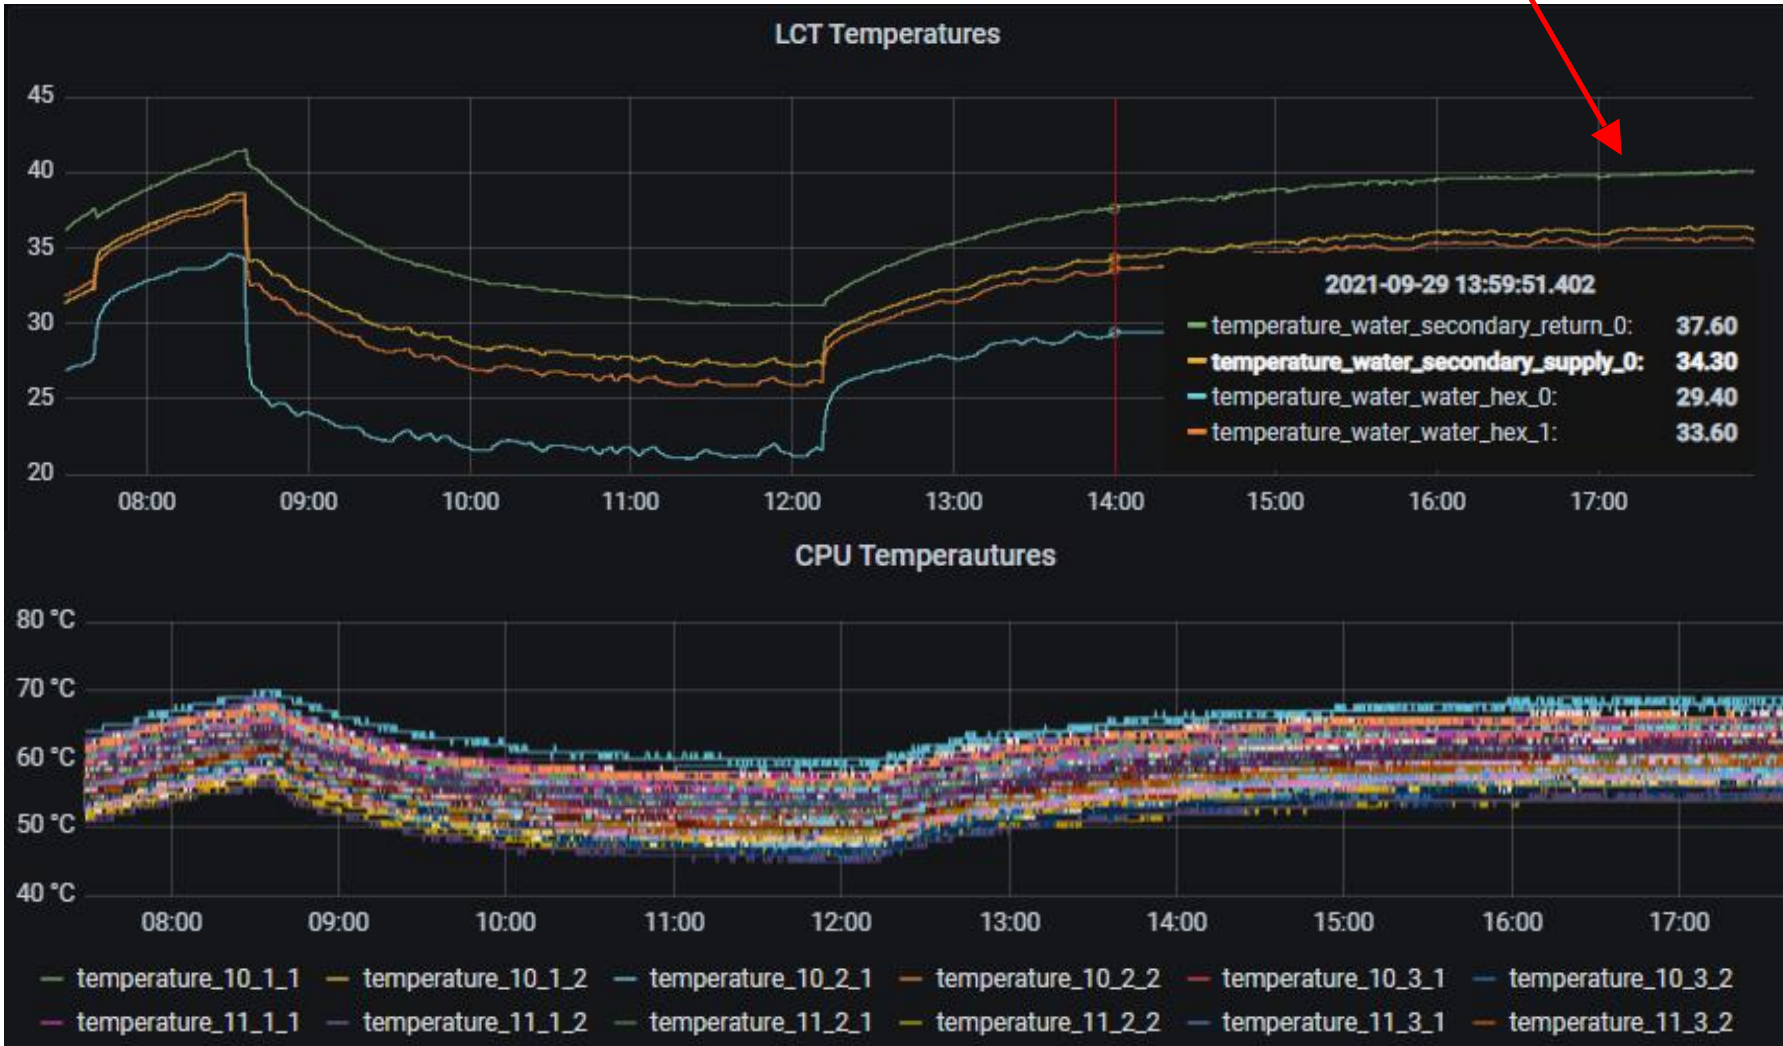 LCT Temperatures
45
40
35
30
25
20
2021-09-29 13:59:51.402
temperature_water_secondary_return_0: 37.60
temperature_water_secondary_supply_0: 34.30
temperature_water_water_hex_0: 29.40
temperature_water_water_hex_1: 33.60
08:00 09:00 10:00 11:00 12:00 13:00 14:00 15:00 16:00 17:00
CPU Temperautures
80 °C
70 °C
60 °C
50 °C
40 °C
08:00 09:00 10:00 11:00 12:00 13:00 14:00 15:00 16:00 17:00
temperature_10_1_1 temperature_10_1_2 temperature_10_2_1 temperature_10_2_2 temperature_10_3_1 temperature_10_3_2
temperature_11_1_1 temperature_11_1_2 temperature_11_2_1 temperature_11_2_2 temperature_11_3_1 temperature_11_3_2